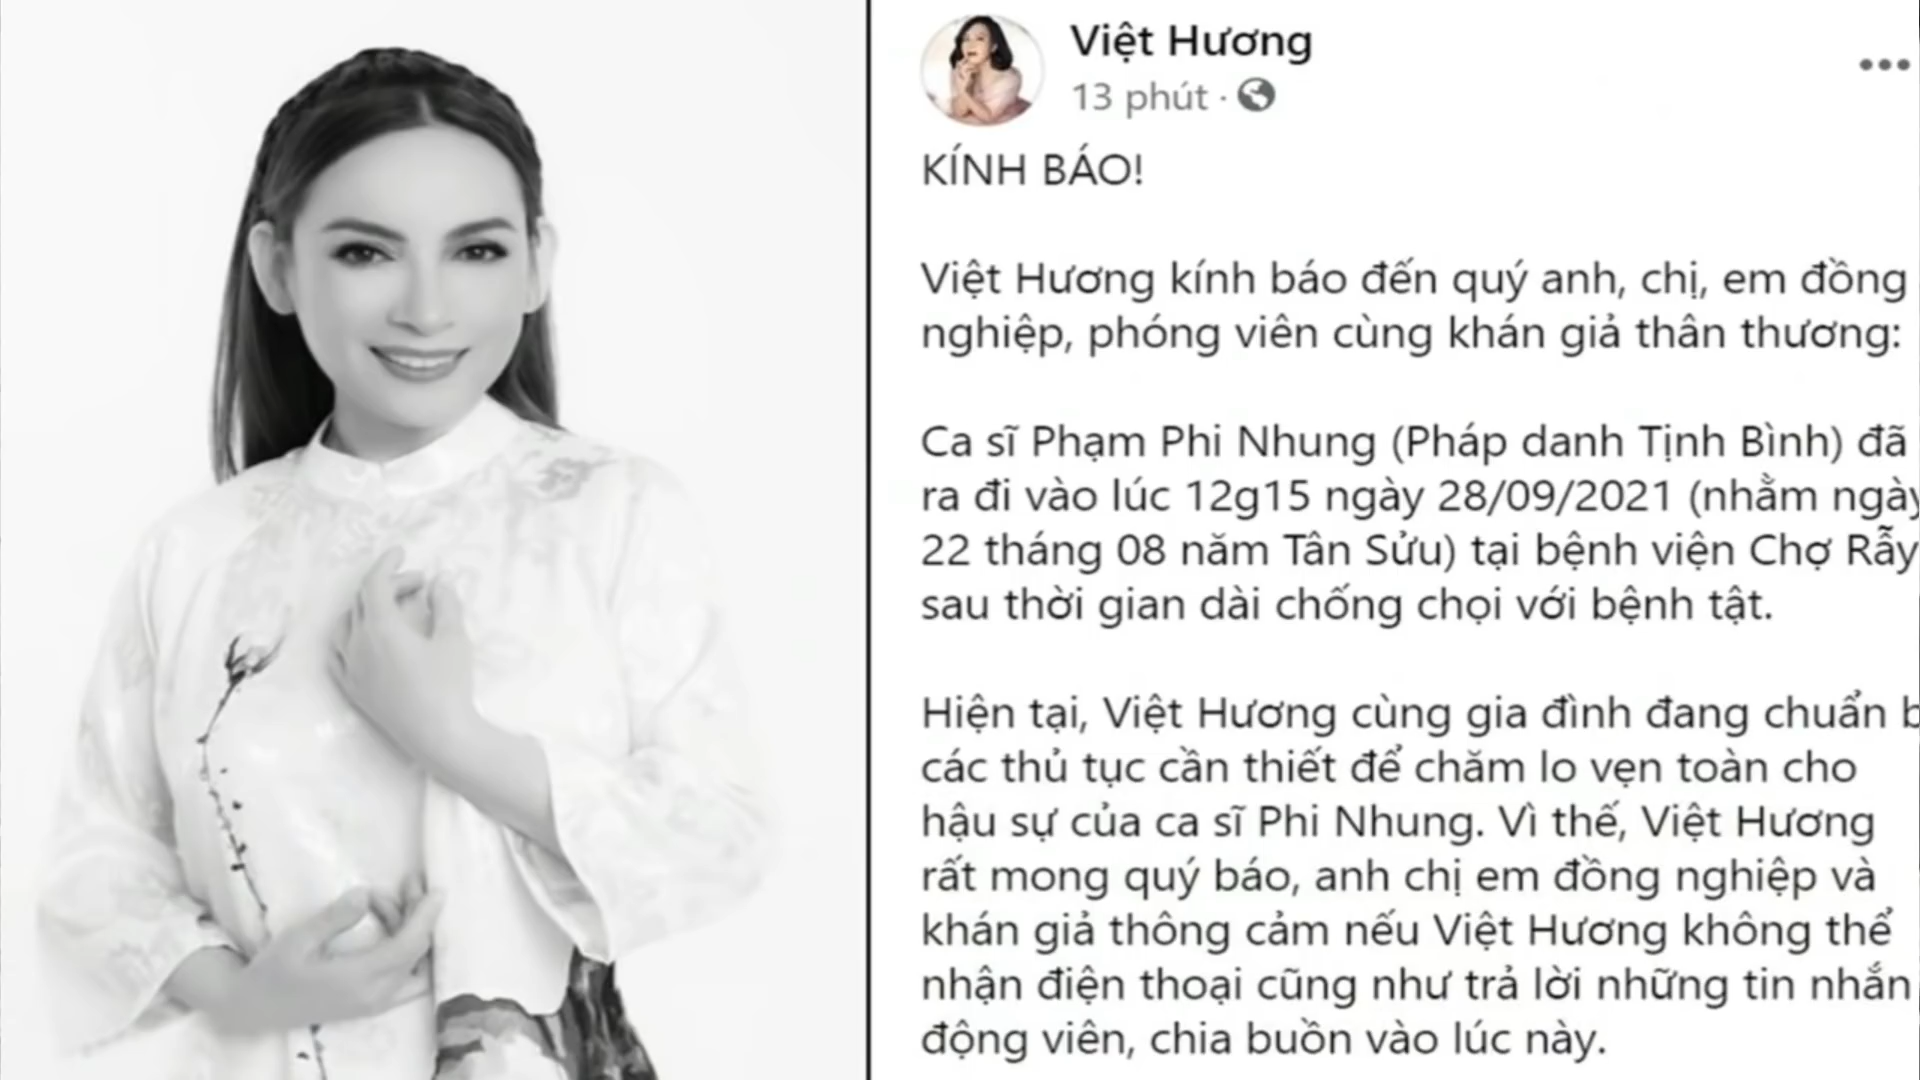 Việt Hương
13 phút ·
KÍNH BÁO!
Việt Hương kính báo đến quý anh, chị, em đồng
nghiệp, phóng viên cùng khán giả thân thương:
Ca sĩ Phạm Phi Nhung (Pháp danh Tịnh Bình) đã
ra đi vào lúc 12g15 ngày 28/09/2021 (nhằm ngày
22 tháng 08 năm Tân Sửu) tại bệnh viện Chợ Rẫy
sau thời gian dài chống chọi với bệnh tật.
Hiện tại, Việt Hương cùng gia đình đang chuẩn
các thủ tục cần thiết để chăm lo vẹn toàn cho
hậu sự của ca sĩ Phi Nhung. Vì thế, Việt Hương
rất mong quý báo, anh chị em đồng nghiệp và
khán giả thông cảm nếu Việt Hương không thể
nhận điện thoại cũng như trả lời những tin nhắn
động viên, chia buồn vào lúc này.